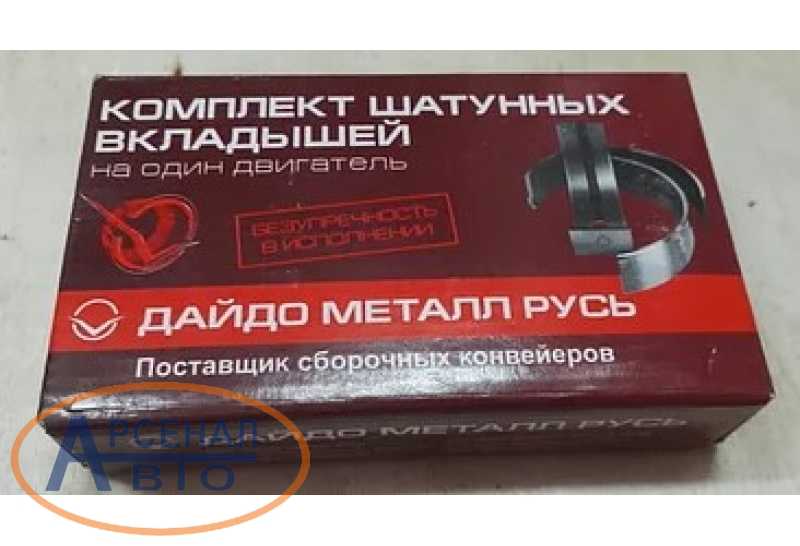 КОМПЛЕКТ ШАТУННЫХ
ВКЛАДЫШЕЙ
на один двигатель
БЕЗУПРЕЧНОСТЬ
В ИСПОЛНЕНИИ
ДАЙДО МЕТАЛЛ РУСЬ
Поставщик сборочных конвейеров
ДАЙДО МЕТАЛЛ РУСЬ
АРСЕНАЛ
АВТО